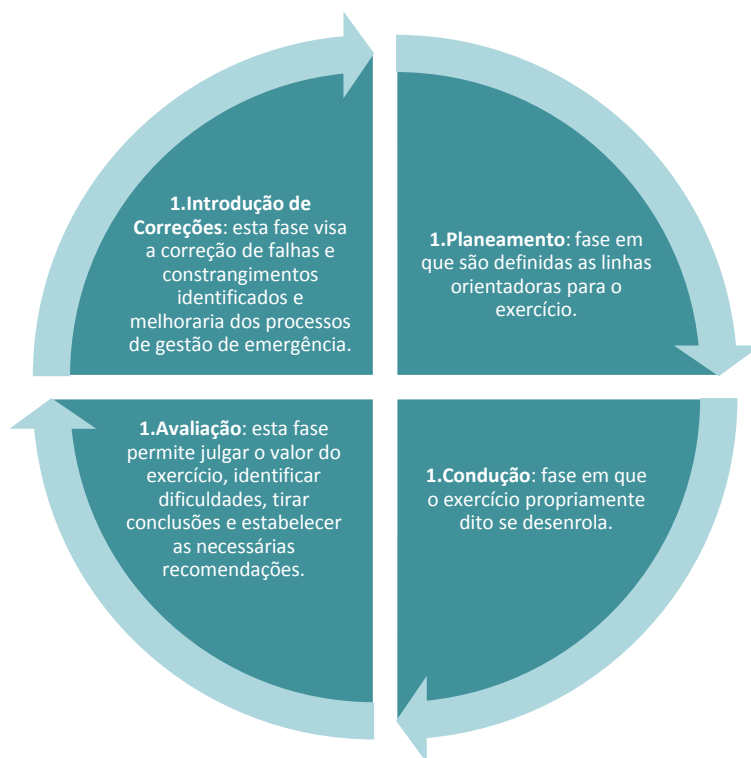 1.Introdução de
Correções: esta fase visa
a correção de falhas e
constrangimentos
identificados e
melhoraria dos processos
de gestão de emergência.
1.Planeamento: fase em
que são definidas as linhas
orientadoras para o
exercício.
1.Avaliação: esta fase
permite julgar o valor do
exercício, identificar
dificuldades, tirar
conclusões e estabelecer
as necessárias
recomendações.
1.Condução: fase em que
o exercício propriamente
dito se desenrola.